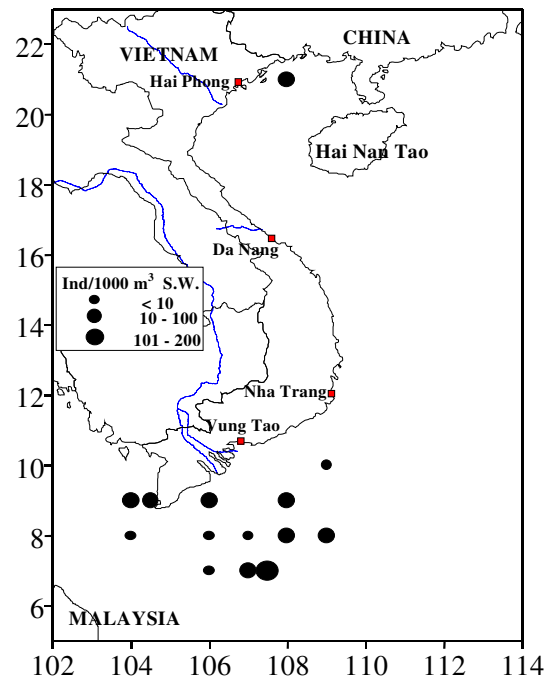 22
CHINA
VIETNAM
Hai Phong
20
Hai Nan Tao
18
16
Da Nang
Ind/1000 m³ S.W.
< 10
10 - 100
101 - 200
14
12
Nha Trang
Vung Tao
10
8
6
MALAYSIA
102 104 106 108 110 112 114